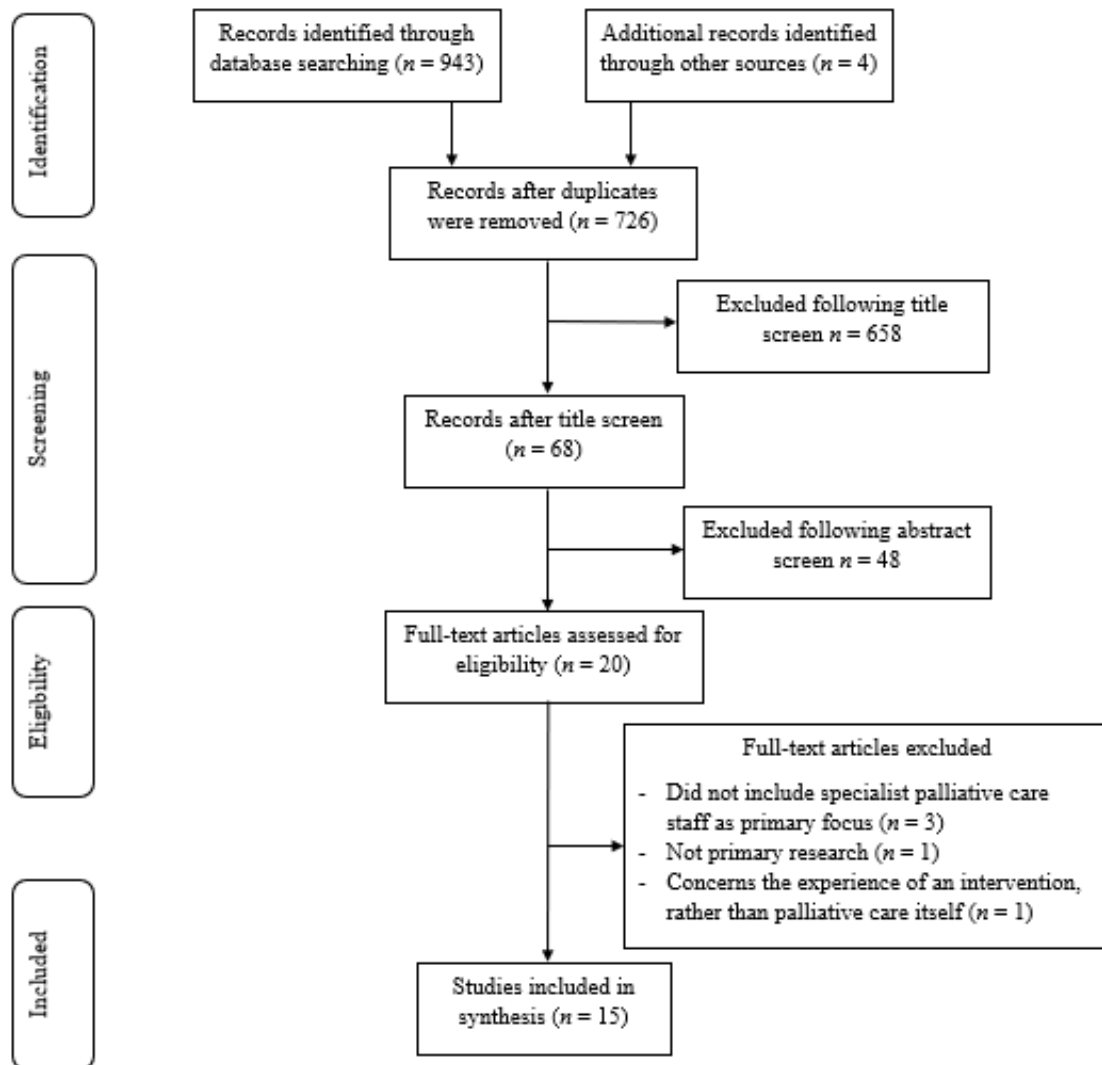 Identification
Records identified through
database searching (n = 943)
Additional records identified
through other sources (n = 4)
Records after duplicates
were removed (n = 726)
Screening
Excluded following title
screen n = 658
Records after title screen
(n = 68)
Excluded following abstract
screen n = 48
Eligibility
Full-text articles assessed for
eligibility (n = 20)
Full-text articles excluded
- Did not include specialist palliative care
staff as primary focus (n = 3)
- Not primary research (n = 1)
- Concerns the experience of an intervention,
rather than palliative care itself (n = 1)
Included
Studies included in
synthesis (n = 15)